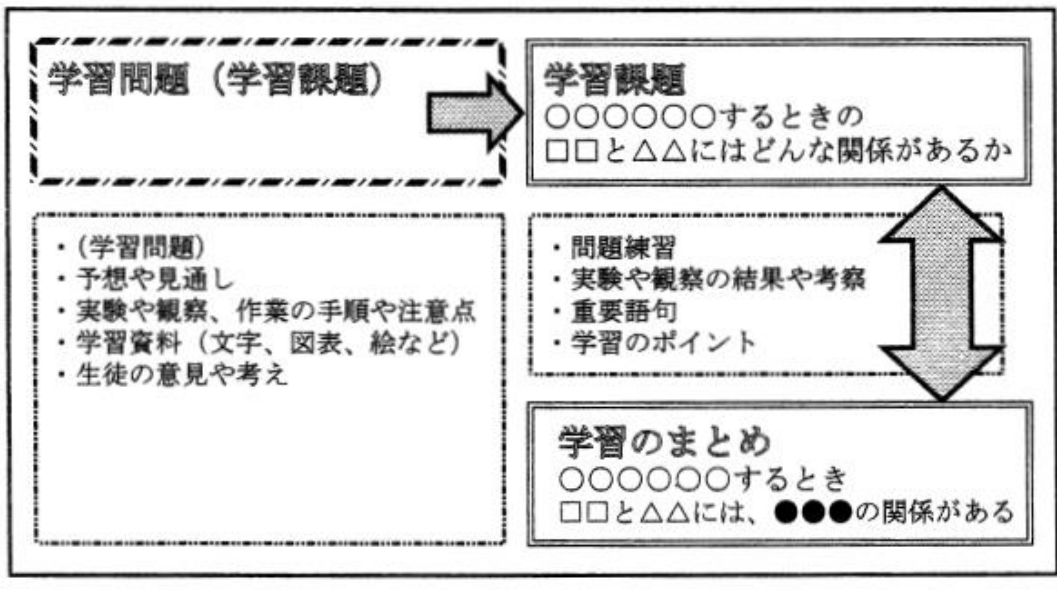 学習問題（学習課題）
学習課題
○○○○○○するときの
□□と△△にはどんな関係があるか
・（学習問題）
・予想や見通し
・実験や観察、作業の手順や注意点
・学習資料（文字、図表、絵など）
・生徒の意見や考え
・問題練習
・実験や観察の結果や考察
・重要語句
・学習のポイント
学習のまとめ
○○○○○○するとき
□□と△△には、●●●の関係がある